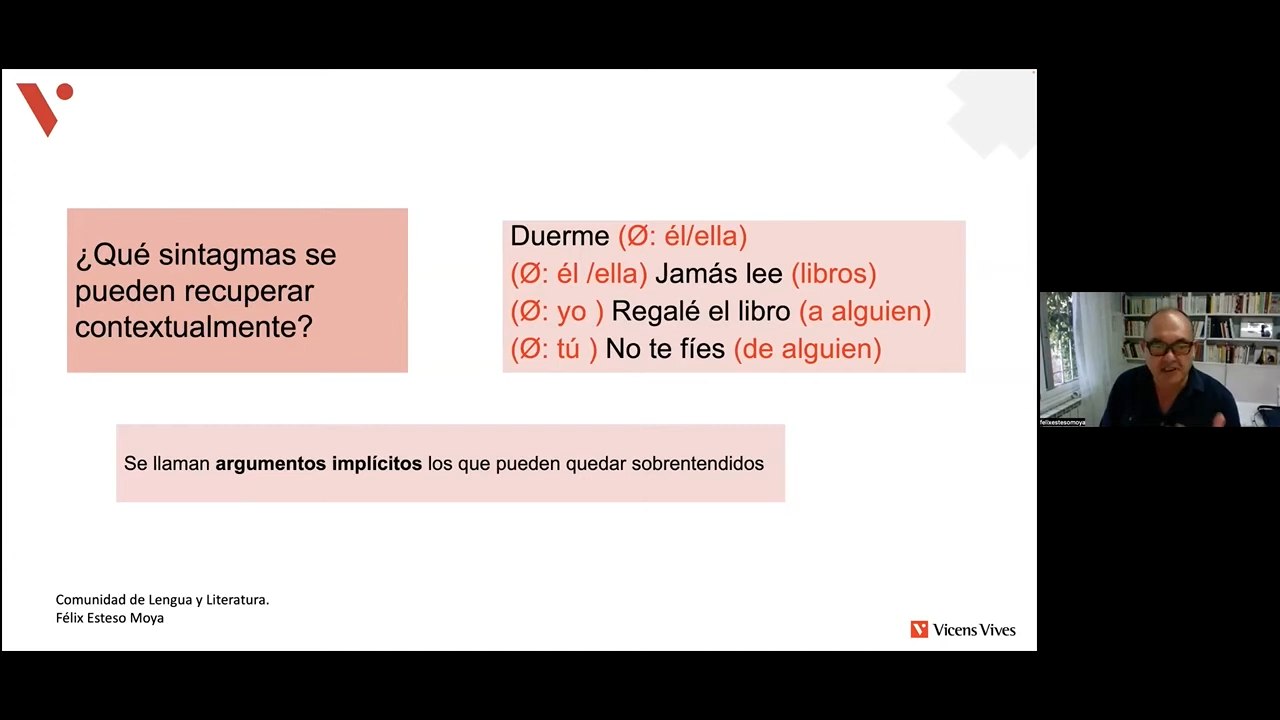 ¿Qué sintagmas se
pueden recuperar
contextualmente?
Duerme (Ø: él/ella)
(Ø: él /ella) Jamás lee (libros)
(Ø: yo ) Regalé el libro (a alguien)
(Ø: tú ) No te fíes (de alguien)
Se llaman argumentos implícitos los que pueden quedar sobrentendidos
Comunidad de Lengua y Literatura.
Félix Esteso Moya
Vicens Vives
felixestesomoya